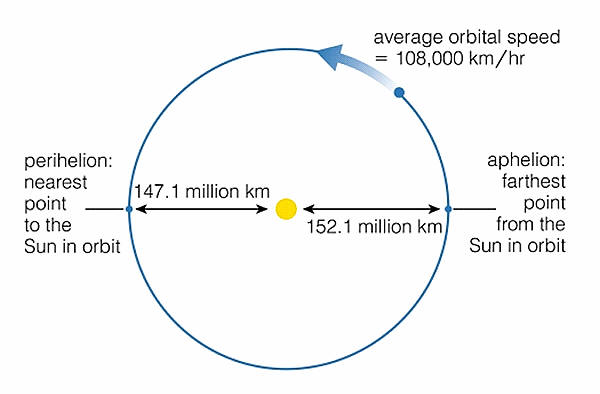 average orbital speed
= 108,000 km/hr
perihelion:
nearest
point
to the
Sun in orbit
147.1 million km
152.1 million km
aphelion:
farthest
point
from the
Sun in orbit